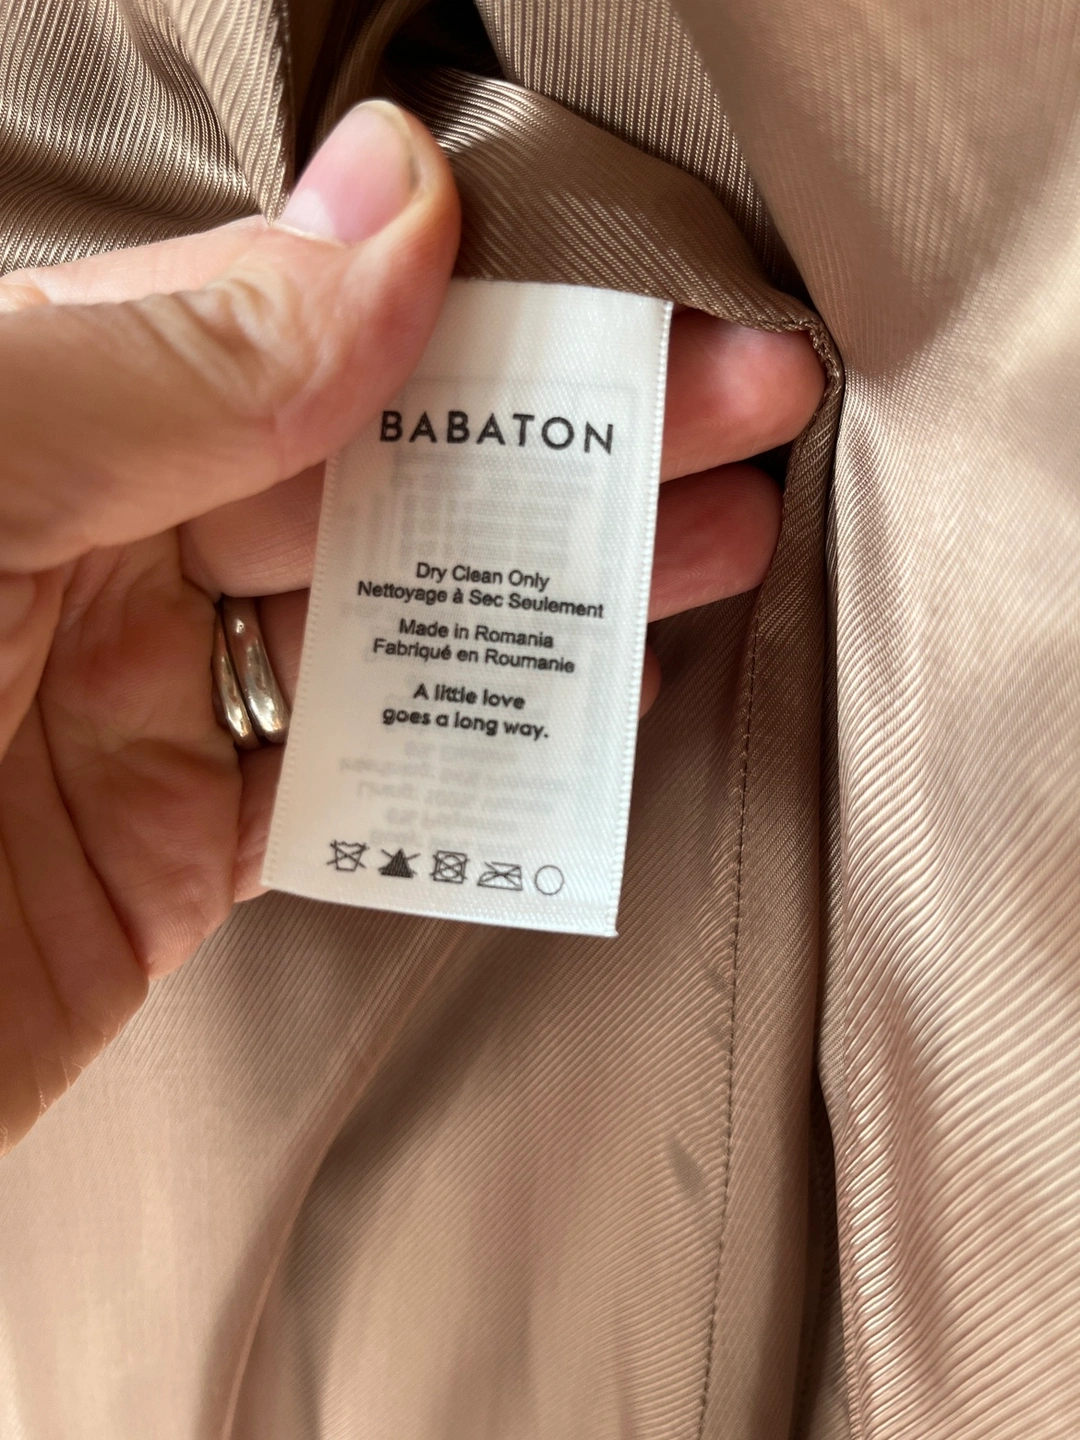 BABATON
Dry Clean Only
Nettoyage à Sec Seulement
Made in Romania
Fabriqué en Roumanie
A little love
goes a long way.